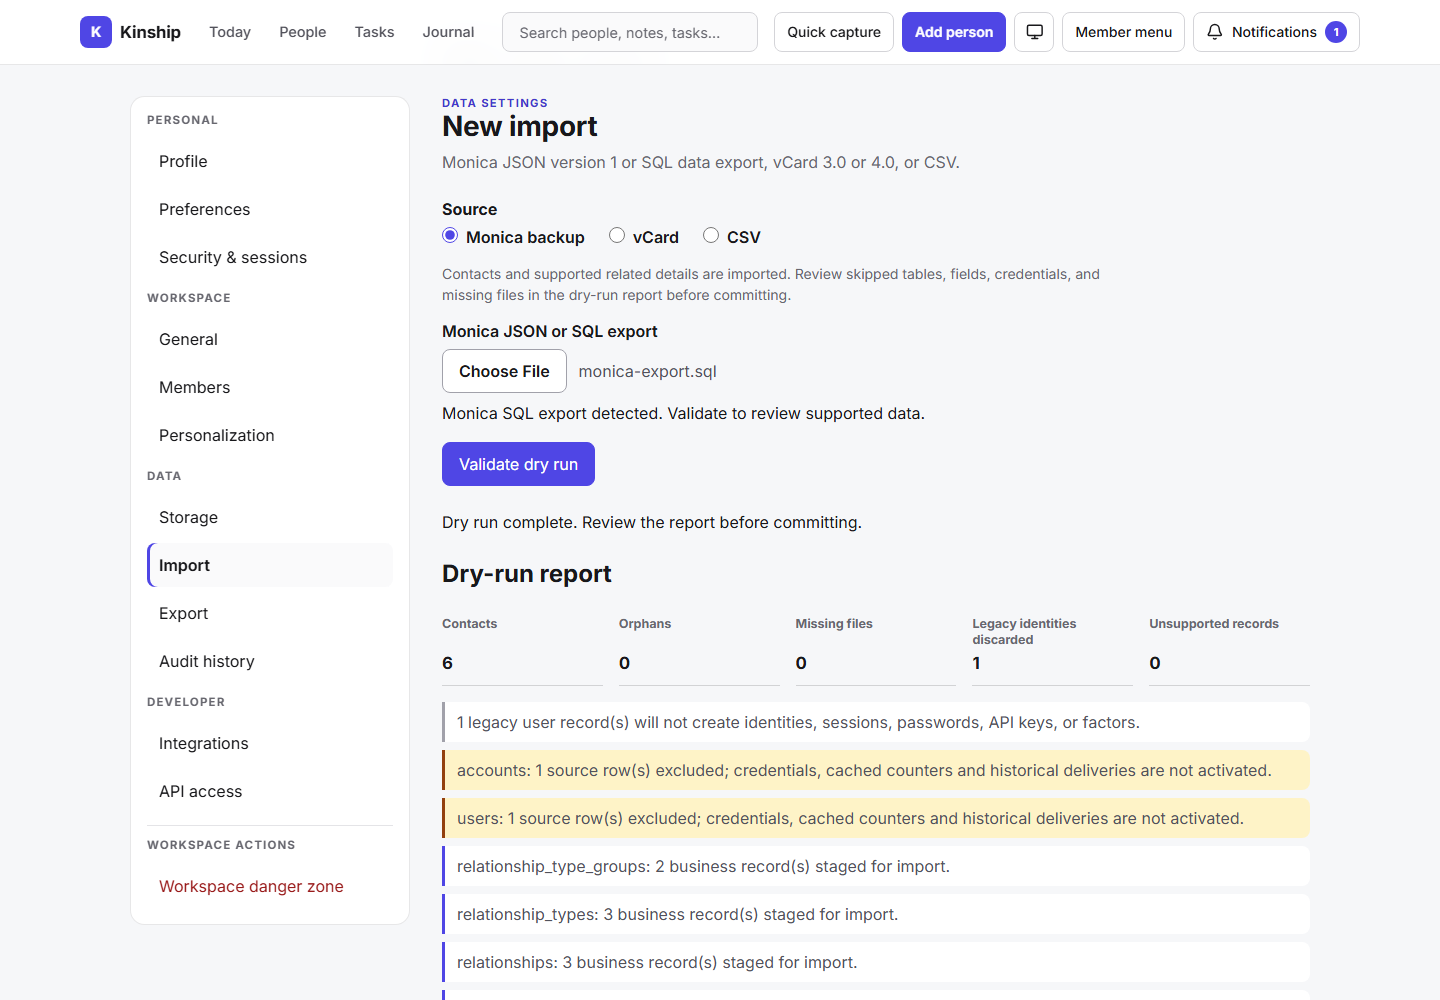 K Kinship Today People Tasks Journal Search people, notes, tasks... Quick capture Add person Member menu Notifications 1
PERSONAL
Profile
Preferences
Security & sessions
WORKSPACE
General
Members
Personalization
DATA
Storage
Import
Export
Audit history
DEVELOPER
Integrations
API access
WORKSPACE ACTIONS
Workspace danger zone
DATA SETTINGS
New import
Monica JSON version 1 or SQL data export, vCard 3.0 or 4.0, or CSV.
Source
Monica backup vCard CSV
Contacts and supported related details are imported. Review skipped tables, fields, credentials, and
missing files in the dry-run report before committing.
Monica JSON or SQL export
Choose File monica-export.sql
Monica SQL export detected. Validate to review supported data.
Validate dry run
Dry run complete. Review the report before committing.
Dry-run report
Contacts
6
Orphans
0
Missing files
0
Legacy identities
discarded
1
Unsupported records
0
1 legacy user record(s) will not create identities, sessions, passwords, API keys, or factors.
accounts: 1 source row(s) excluded; credentials, cached counters and historical deliveries are not activated.
users: 1 source row(s) excluded; credentials, cached counters and historical deliveries are not activated.
relationship_type_groups: 2 business record(s) staged for import.
relationship_types: 3 business record(s) staged for import.
relationships: 3 business record(s) staged for import.